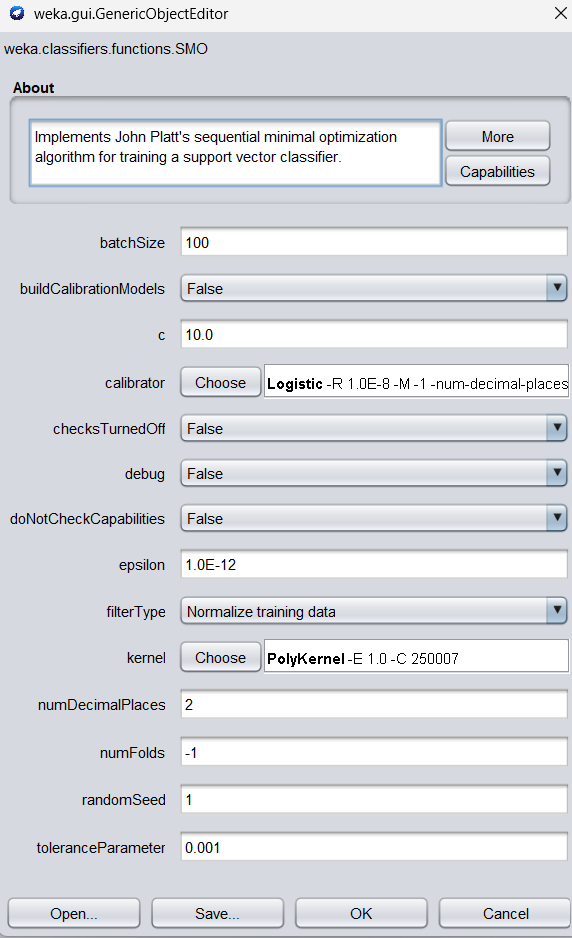 weka.gui.GenericObjectEditor
weka.classifiers.functions.SMO
About
Implements John Platt's sequential minimal optimization
algorithm for training a support vector classifier.
More
Capabilities
batchSize 100
buildCalibrationModels False
c 10.0
calibrator Choose Logistic -R 1.0E-8 -M -1 -num-decimal-places
checksTurnedOff False
debug False
doNotCheckCapabilities False
epsilon 1.0E-12
filterType Normalize training data
kernel Choose PolyKernel -E 1.0 -C 250007
numDecimalPlaces 2
numFolds -1
randomSeed 1
toleranceParameter 0.001
Open... Save... OK Cancel